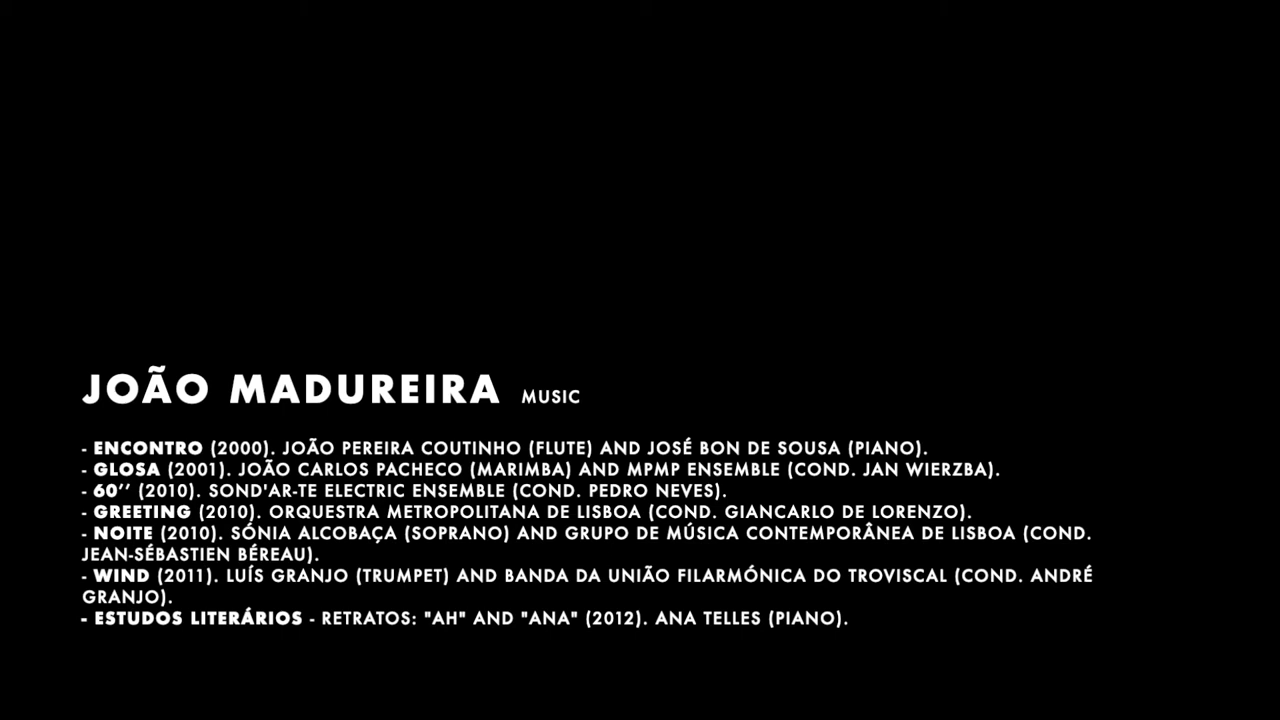 JOÃO MADUREIRA MUSIC
- ENCONTRO (2000). JOÃO PEREIRA COUTINHO (FLUTE) AND JOSÉ BON DE SOUSA (PIANO).
- GLOSA (2001). JOÃO CARLOS PACHECO (MARIMBA) AND MPMP ENSEMBLE (COND. JAN WIERZBA).
- 60’’ (2010). SOND'AR-TE ELECTRIC ENSEMBLE (COND. PEDRO NEVES).
- GREETING (2010). ORQUESTRA METROPOLITANA DE LISBOA (COND. GIANCARLO DE LORENZO).
- NOITE (2010). SÓNIA ALCOBAÇA (SOPRANO) AND GRUPO DE MÚSICA CONTEMPORÂNEA DE LISBOA (COND.
JEAN-SÉBASTIEN BÉREAU).
- WIND (2011). LUÍS GRANJO (TRUMPET) AND BANDA DA UNIÃO FILARMÓNICA DO TROVISCAL (COND. ANDRÉ
GRANJO).
- ESTUDOS LITERÁRIOS - RETRATOS: "AH" AND "ANA" (2012). ANA TELLES (PIANO).